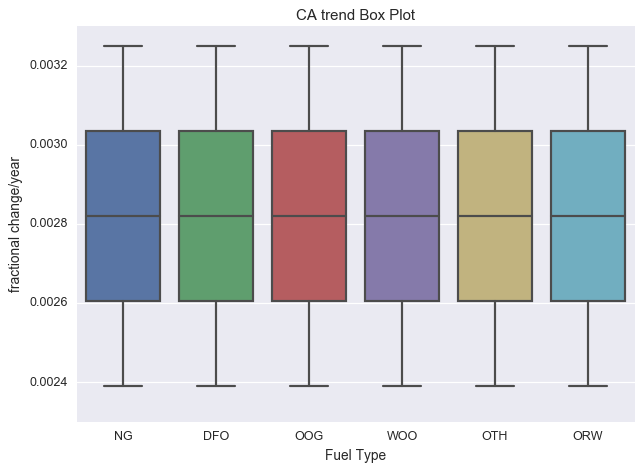 CA trend Box Plot
fractional change/year
0.0032
0.0030
0.0028
0.0026
0.0024
NG DFO OOG WOO OTH ORW
Fuel Type